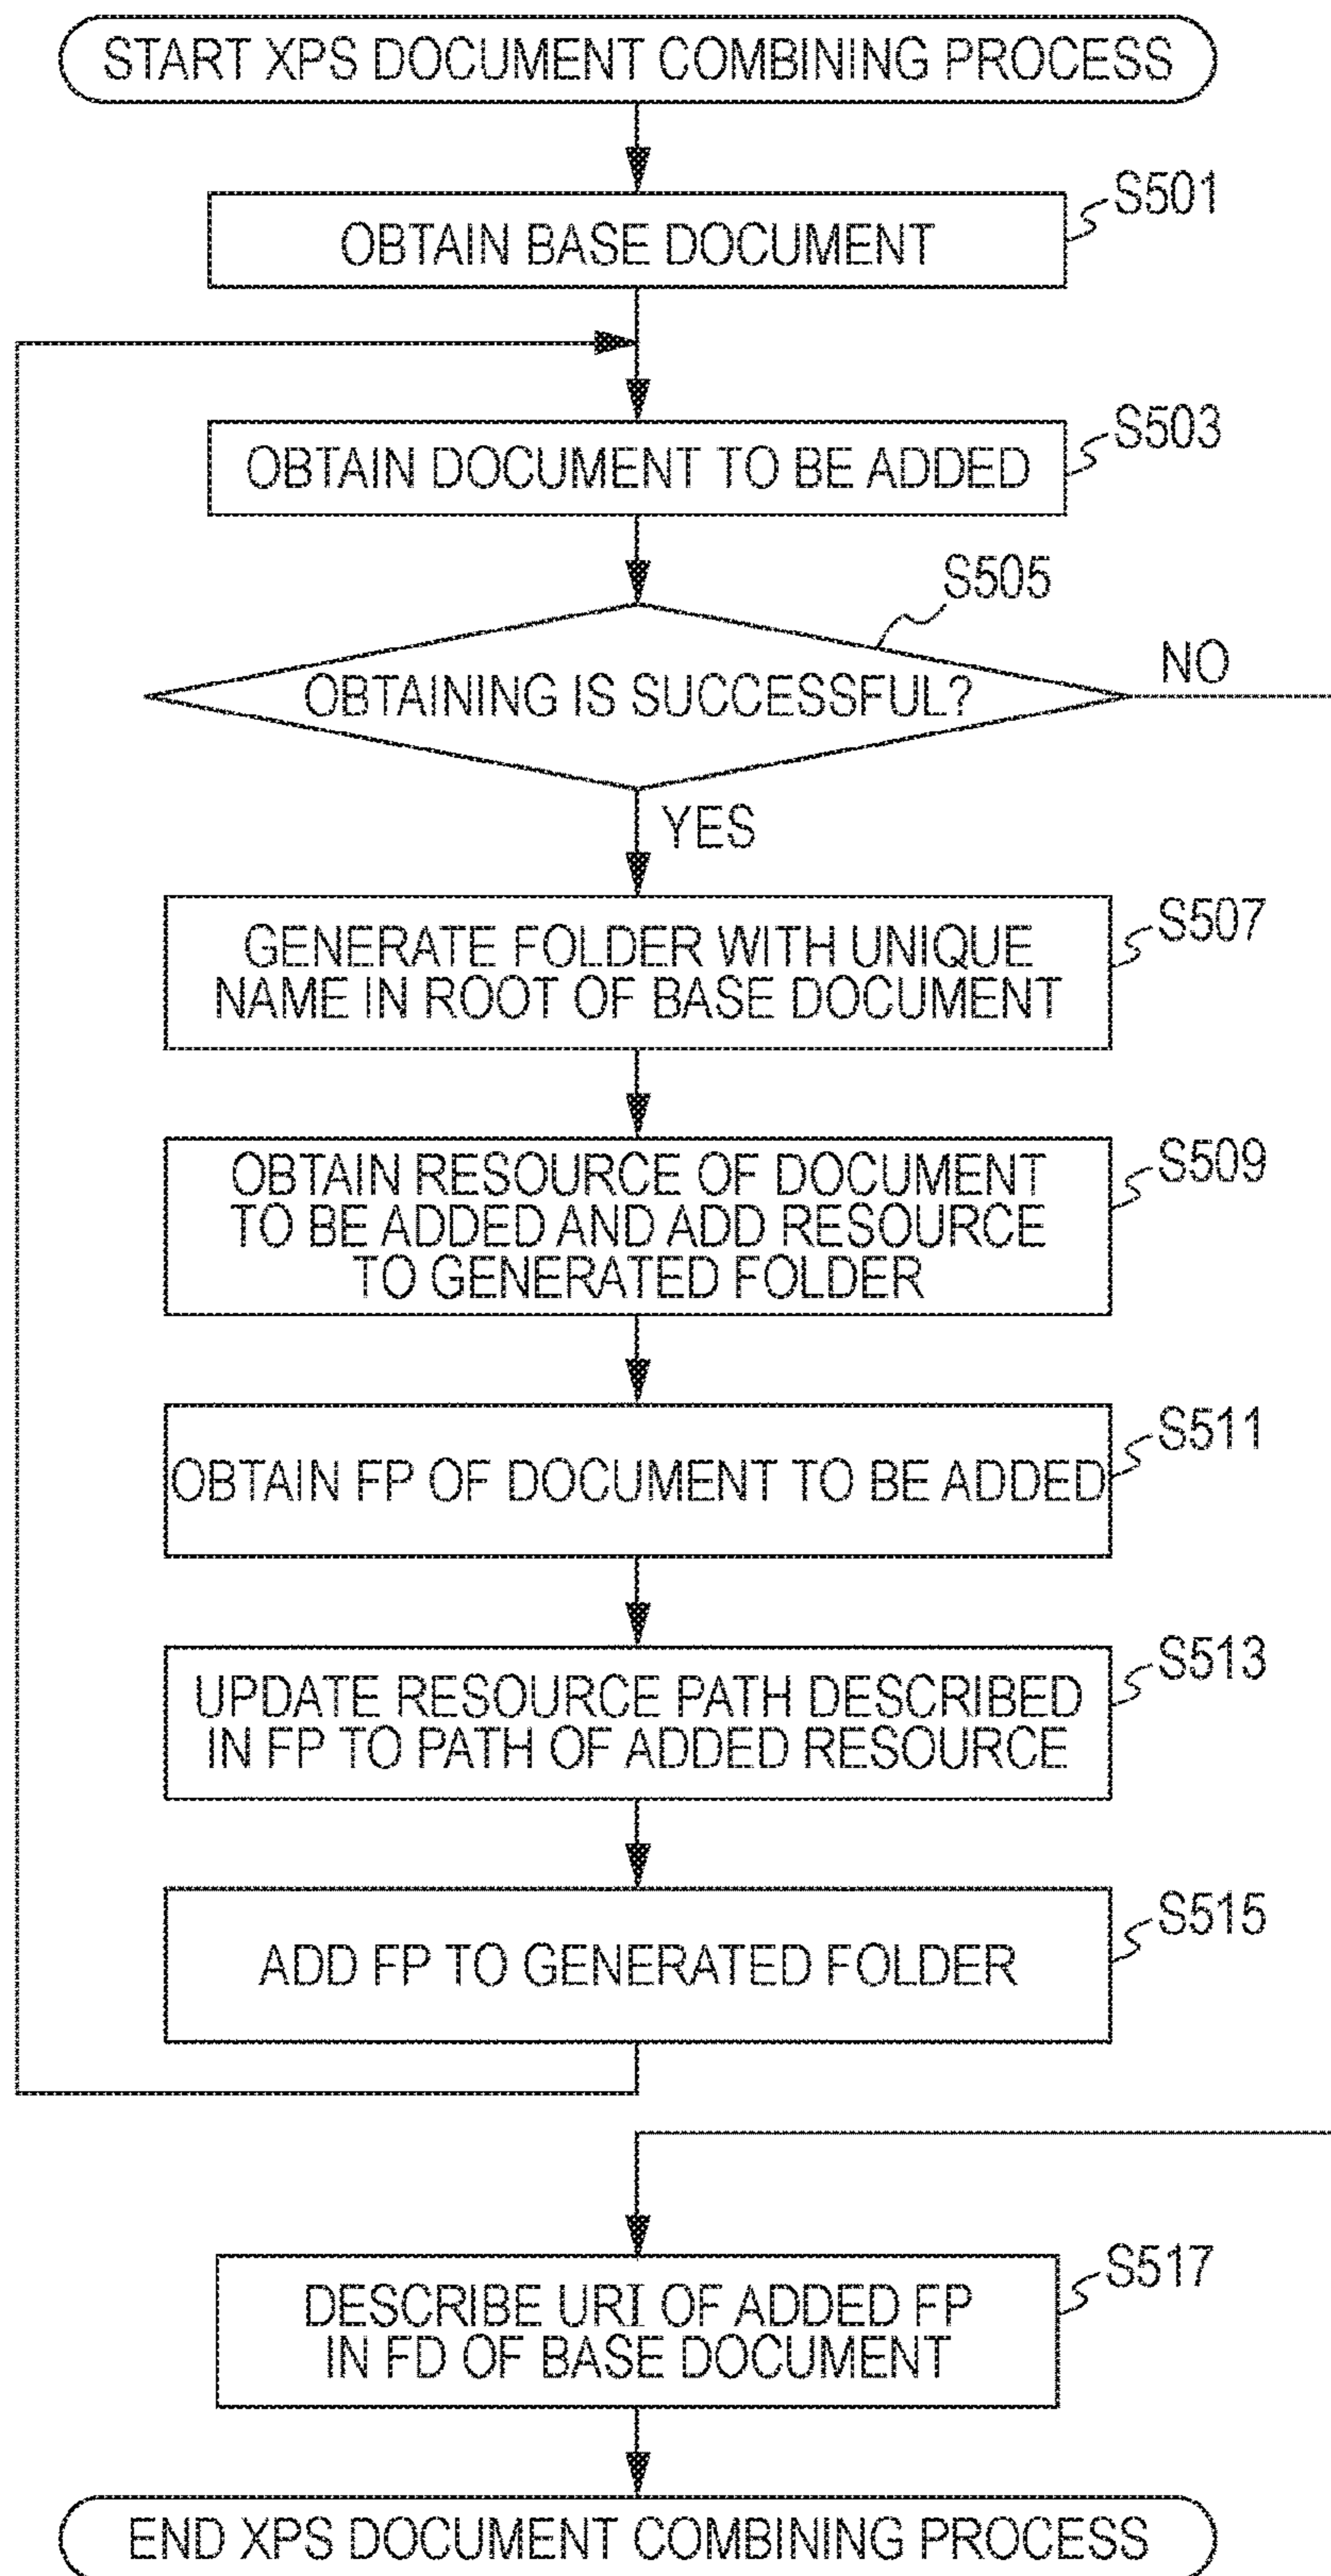 START XPS DOCUMENT COMBINING PROCESS
S501
OBTAIN BASE DOCUMENT
S503
OBTAIN DOCUMENT TO BE ADDED
S505
OBTAINING IS SUCCESSFUL?
NO
YES
S507
GENERATE FOLDER WITH UNIQUE
NAME IN ROOT OF BASE DOCUMENT
S509
OBTAIN RESOURCE OF DOCUMENT
TO BE ADDED AND ADD RESOURCE
TO GENERATED FOLDER
S511
OBTAIN FP OF DOCUMENT TO BE ADDED
S513
UPDATE RESOURCE PATH DESCRIBED
IN FP TO PATH OF ADDED RESOURCE
S515
ADD FP TO GENERATED FOLDER
S517
DESCRIBE URI OF ADDED FP
IN FD OF BASE DOCUMENT
END XPS DOCUMENT COMBINING PROCESS